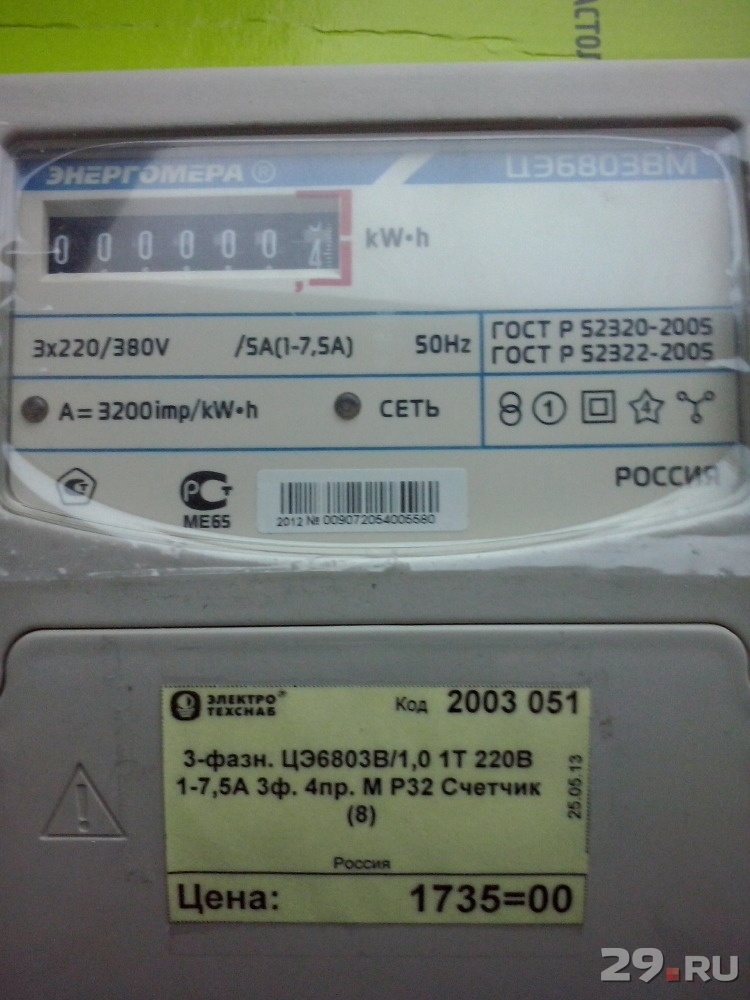 ЭНЕРГОМЕРА ®
ЦЭ6803ВМ
0 0 0 0 0 0 4
kW•h
,
3x220/380V /5A(1-7,5A) 50Hz
ГОСТ Р 52320-2005
ГОСТ Р 52322-2005
A=3200imp/kW•h
СЕТЬ
1
4
РСТ
ME65
2012 № 009072054005580
РОССИЯ
ЭЛЕКТРО®
ТЕХСНАБ
Код 2003 051
3-фазн. ЦЭ6803В/1,0 1Т 220В
1-7,5А 3ф. 4пр. М Р32 Счетчик
(8)
25.05.13
Россия
Цена: 1735=00
29.RU